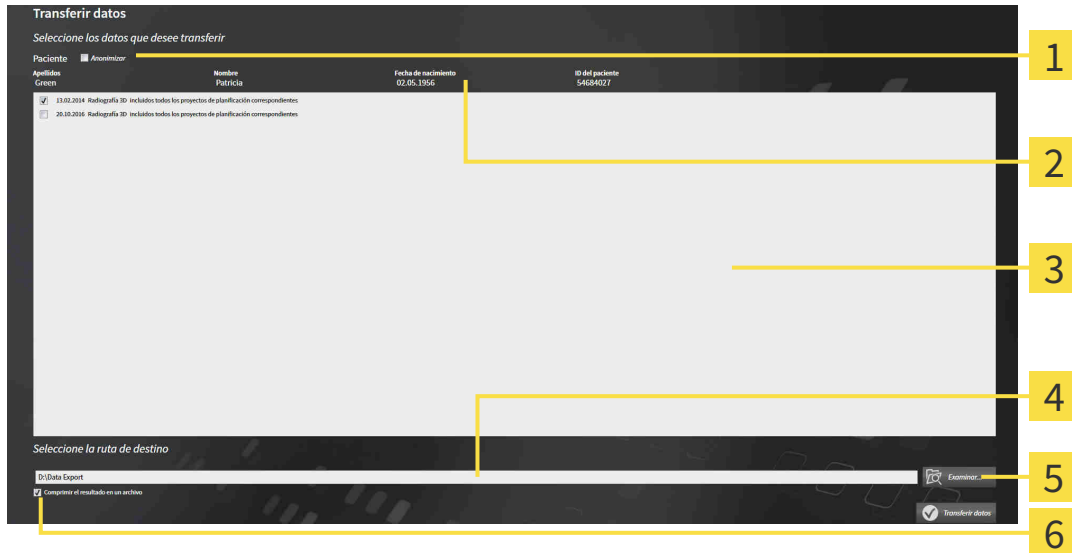 Transferir datos
Seleccione los datos que desee transferir
Paciente Anonimizar
1
Apellidos Nombre Fecha de nacimiento ID del paciente
Green Patricia 02.05.1956 54684027
13.02.2014 Radiografía 3D incluidos todos los proyectos de planificación correspondientes
20.10.2016 Radiografía 3D incluidos todos los proyectos de planificación correspondientes
2
3
4
Seleccione la ruta de destino
D:\Data Export
Examinar...
5
Comprimir el resultado en un archivo
Transferir datos
6